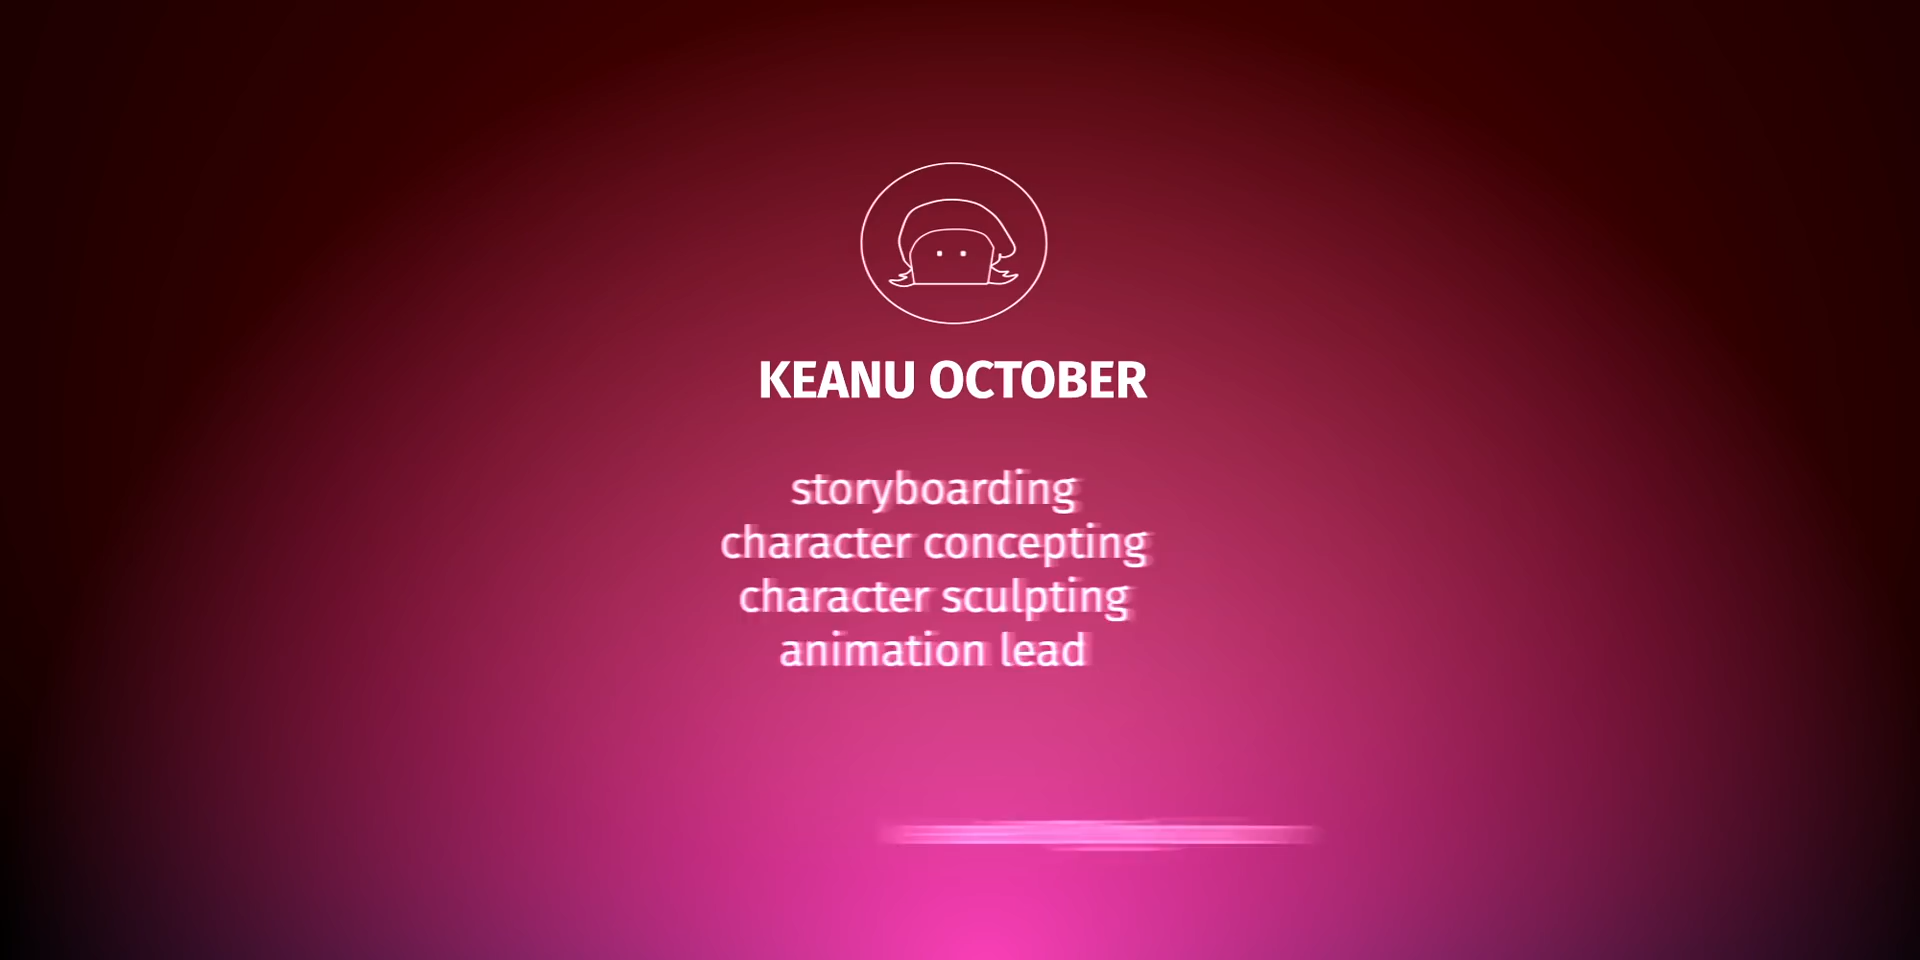 KEANU OCTOBER
storyboarding
character concepting
character sculpting
animation lead